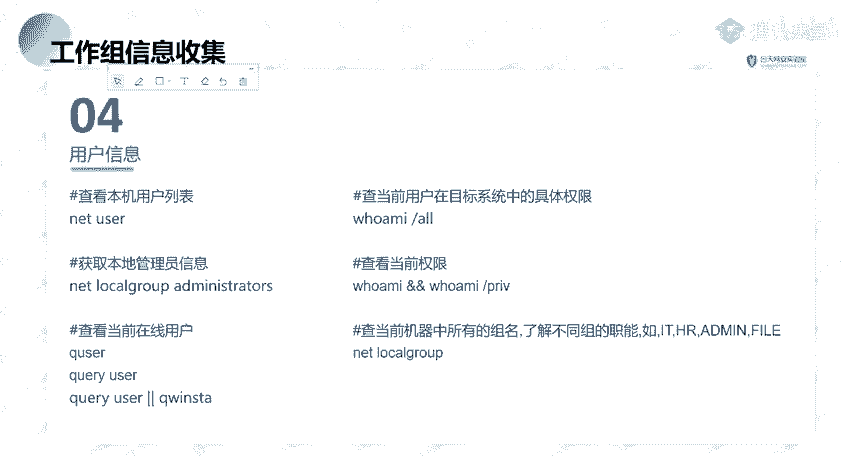 工作组信息收集
04
用户信息
#查看本机用户列表
net user
#获取本地管理员信息
net localgroup administrators
#查看当前在线用户
quser
query user
query user || qwinsta
#查当前用户在目标系统中的具体权限
whoami /all
#查看当前权限
whoami && whoami /priv
#查当前机器中所有的组名,了解不同组的职能,如,IT,HR,ADMIN,FILE
net localgroup